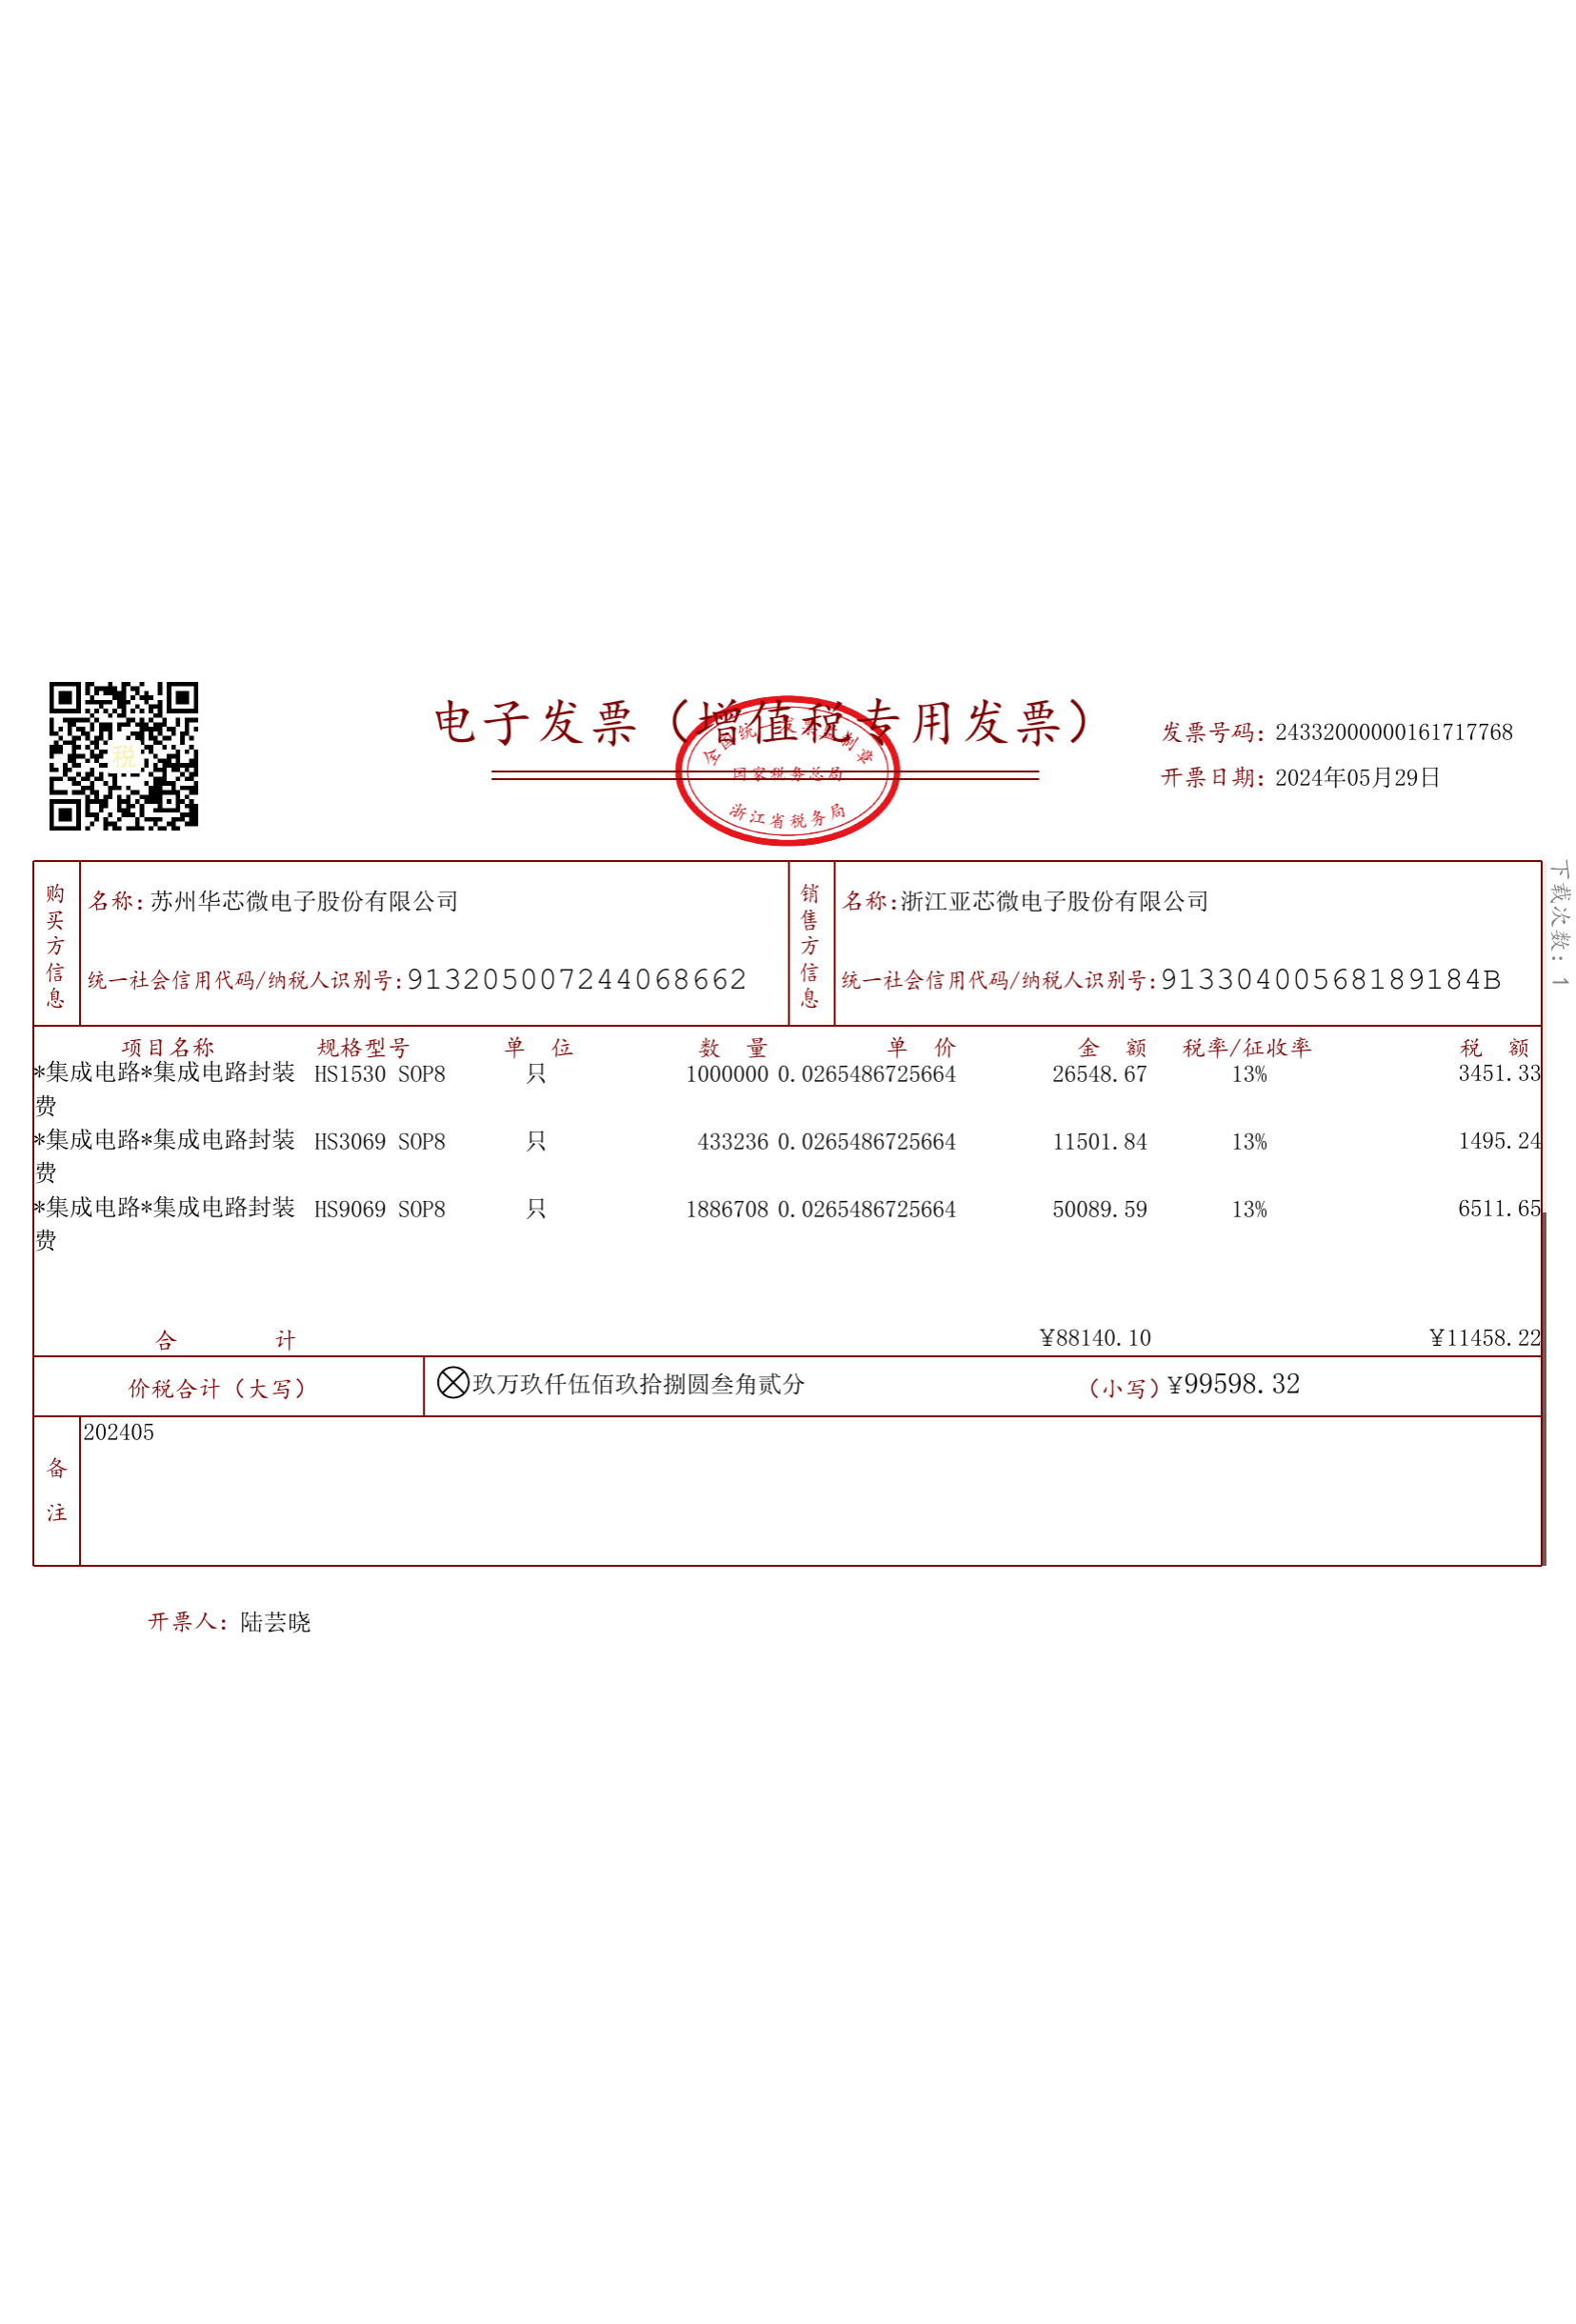 税
电子发票（增值税专用发票）
全国统一发票监制章
国家税务总局
浙江省税务局
发票号码：24332000000161717768
开票日期：2024年05月29日
下载次数：1
购买方信息
名称：苏州华芯微电子股份有限公司
统一社会信用代码/纳税人识别号：913205007244068662
销售方信息
名称：浙江亚芯微电子股份有限公司
统一社会信用代码/纳税人识别号：91330400568189184B
项目名称 规格型号 单 位 数 量 单 价 金 额 税率/征收率 税 额
*集成电路*集成电路封装 HS1530 SOP8 只 1000000 0.0265486725664 26548.67 13% 3451.33
费
*集成电路*集成电路封装 HS3069 SOP8 只 433236 0.0265486725664 11501.84 13% 1495.24
费
*集成电路*集成电路封装 HS9069 SOP8 只 1886708 0.0265486725664 50089.59 13% 6511.65
费
合 计 ¥88140.10 ¥11458.22
价税合计（大写） ⊗玖万玖仟伍佰玖拾捌圆叁角贰分 （小写）¥99598.32
备注
202405
开票人：陆芸晓